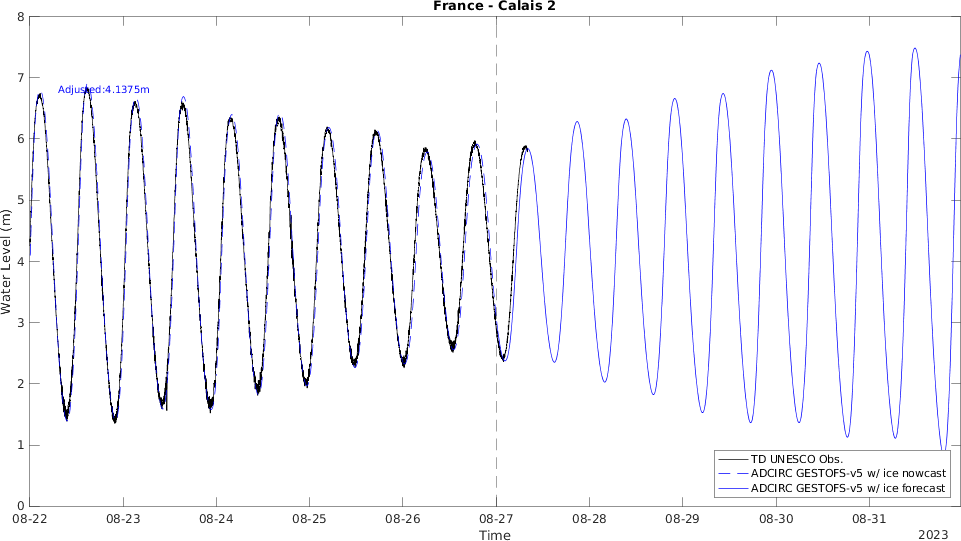 France - Calais 2
8
7
6
5
4
3
2
1
0
Water Level (m)
Adjusted:4.1375m
TD UNESCO Obs.
ADCIRC GESTOFS-v5 w/ ice nowcast
ADCIRC GESTOFS-v5 w/ ice forecast
08-22 08-23 08-24 08-25 08-26 08-27 08-28 08-29 08-30 08-31
Time
2023